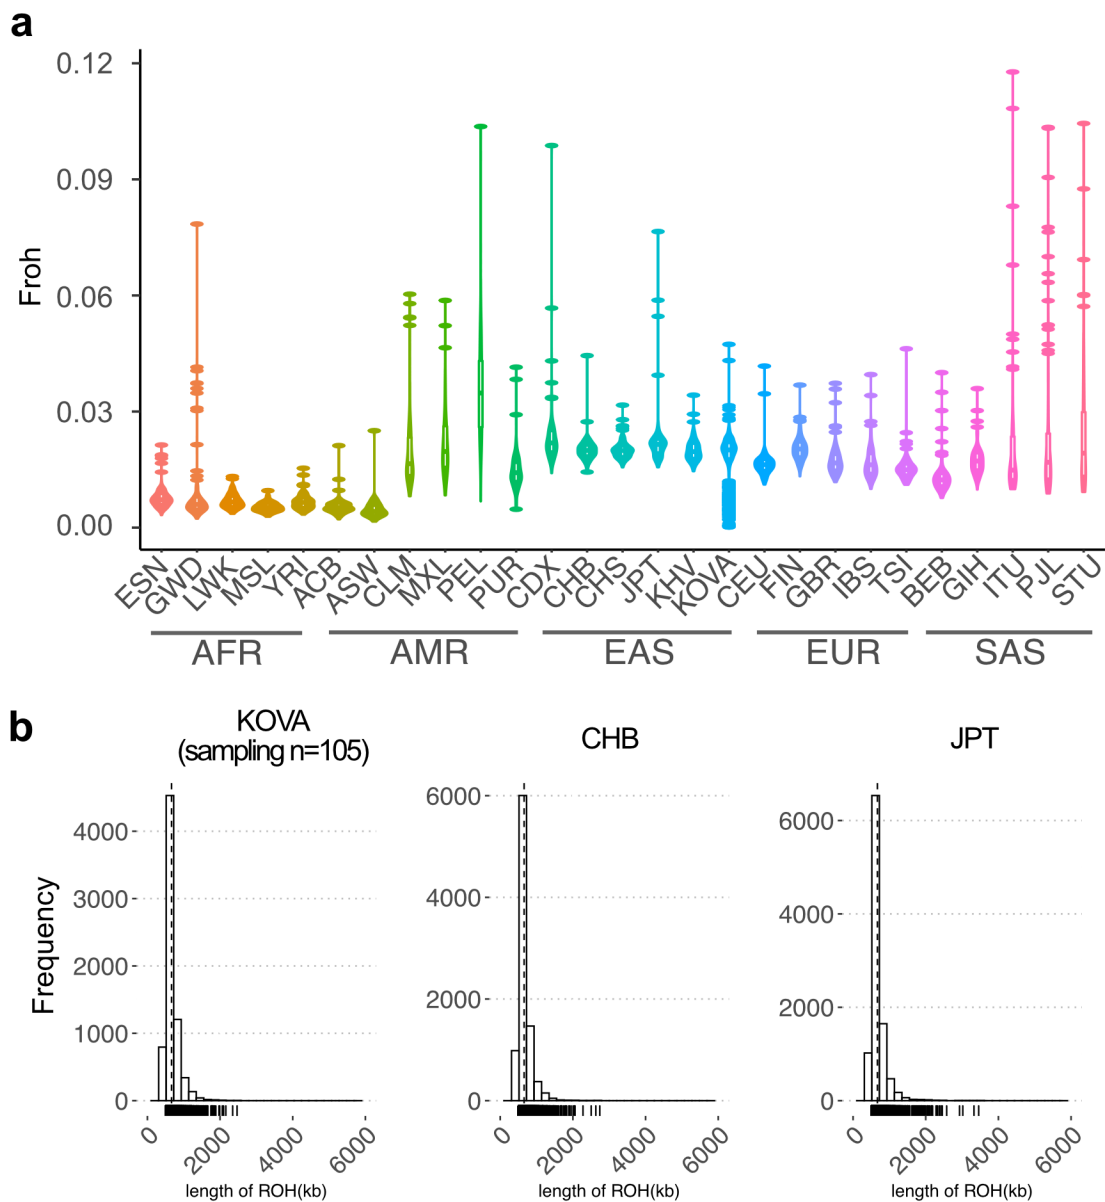 a
0.12
0.09
0.06
0.03
0.00
Froh
ESN GWD LWK MSL YRI ACB ASW CLM MXL PEL PUR CDX CHB CHS JPT KHV KOVA CEU FIN GBR IBS TSI BEB GIH ITU PJL STU
AFR AMR EAS EUR SAS
b
KOVA
(sampling n=105)
CHB
JPT
Frequency
4000
3000
2000
1000
0
0 2000 4000 6000
length of ROH(kb)
6000
4000
2000
0
0 2000 4000 6000
length of ROH(kb)
6000
4000
2000
0
0 2000 4000 6000
length of ROH(kb)